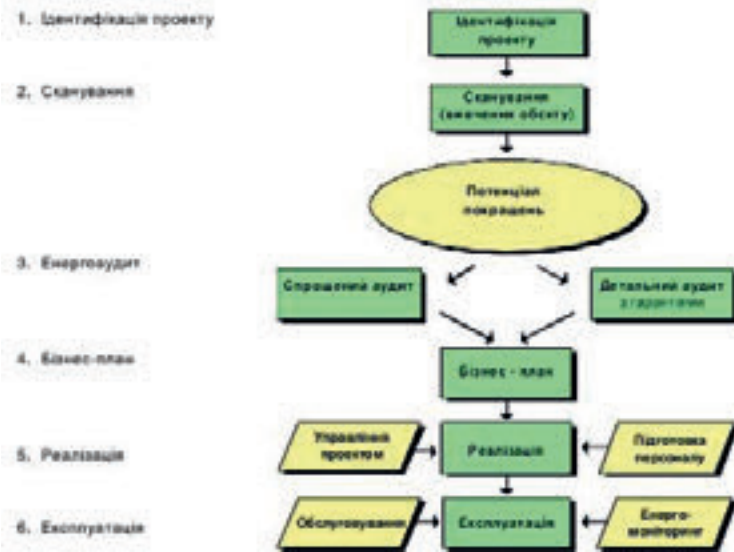 1. Ідентифікація проекту
Ідентифікація
проекту
2. Сканування
Сканування
(визначення обсягу)
Потенціал
покращень
3. Енергоаудит
Спрощений аудит
Детальний аудит
з гарантіями
4. Бізнес-план
Бізнес - план
5. Реалізація
Управління
проектом
Реалізація
Підготовка
персоналу
6. Експлуатація
Обслуговування
Експлуатація
Енерго-
моніторинг